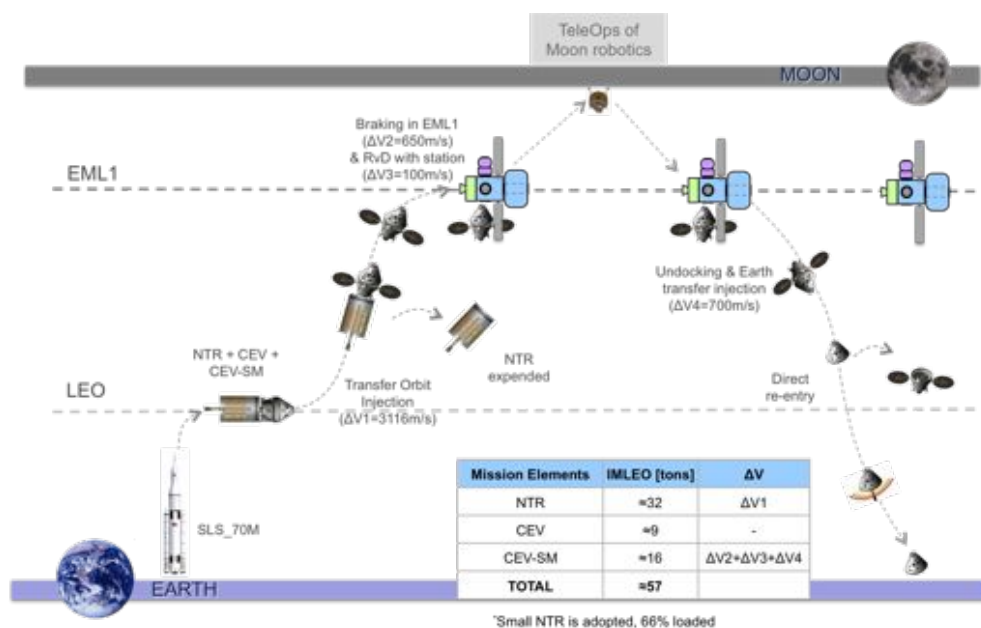 TeleOps of
Moon robotics
MOON
Braking in EML1
(ΔV2=650m/s)
& RvD with station
(ΔV3=100m/s)
EML1
Undocking & Earth
transfer injection
(ΔV4=700m/s)
NTR + CEV +
CEV-SM
NTR
expended
LEO
Transfer Orbit
Injection
(ΔV1=3116m/s)
Direct
re-entry
SLS_70M
Mission Elements IMLEO [tons] ΔV
NTR ≈32 ΔV1
CEV ≈9 -
CEV-SM ≈16 ΔV2+ΔV3+ΔV4
TOTAL ≈57
EARTH
*Small NTR is adopted, 66% loaded